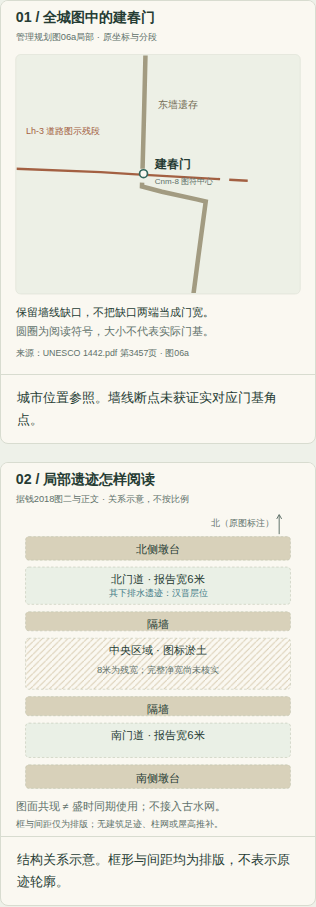 01 / 全城图中的建春门
管理规划图06a局部 · 原坐标与分段
东墙遗存
Lh-3 道路图示残段
建春门
Cnm-8 图符中心
保留墙线缺口，不把缺口两端当成门宽。
圆圈为阅读符号，大小不代表实际门基。
来源：UNESCO 1442.pdf 第3457页 · 图06a
城市位置参照。墙线断点未获证实对应门基角
点。
02 / 局部遗迹怎样阅读
据钱2018图二与正文 · 关系示意，不按比例
北（原图标注）
北侧墩台
北门道 · 报告宽6米
其下排水遗迹：汉晋层位
隔墙
中央区域 · 图标淤土
8米为残宽；完整净宽尚未核实
隔墙
南门道 · 报告宽6米
南侧墩台
图面共现 ≠ 盛时同期使用；不接入古水网。
框与间距仅为排版；无建筑足迹、柱网或屋高推补。
结构关系示意。框形与间距均为排版，不表示原
迹轮廓。